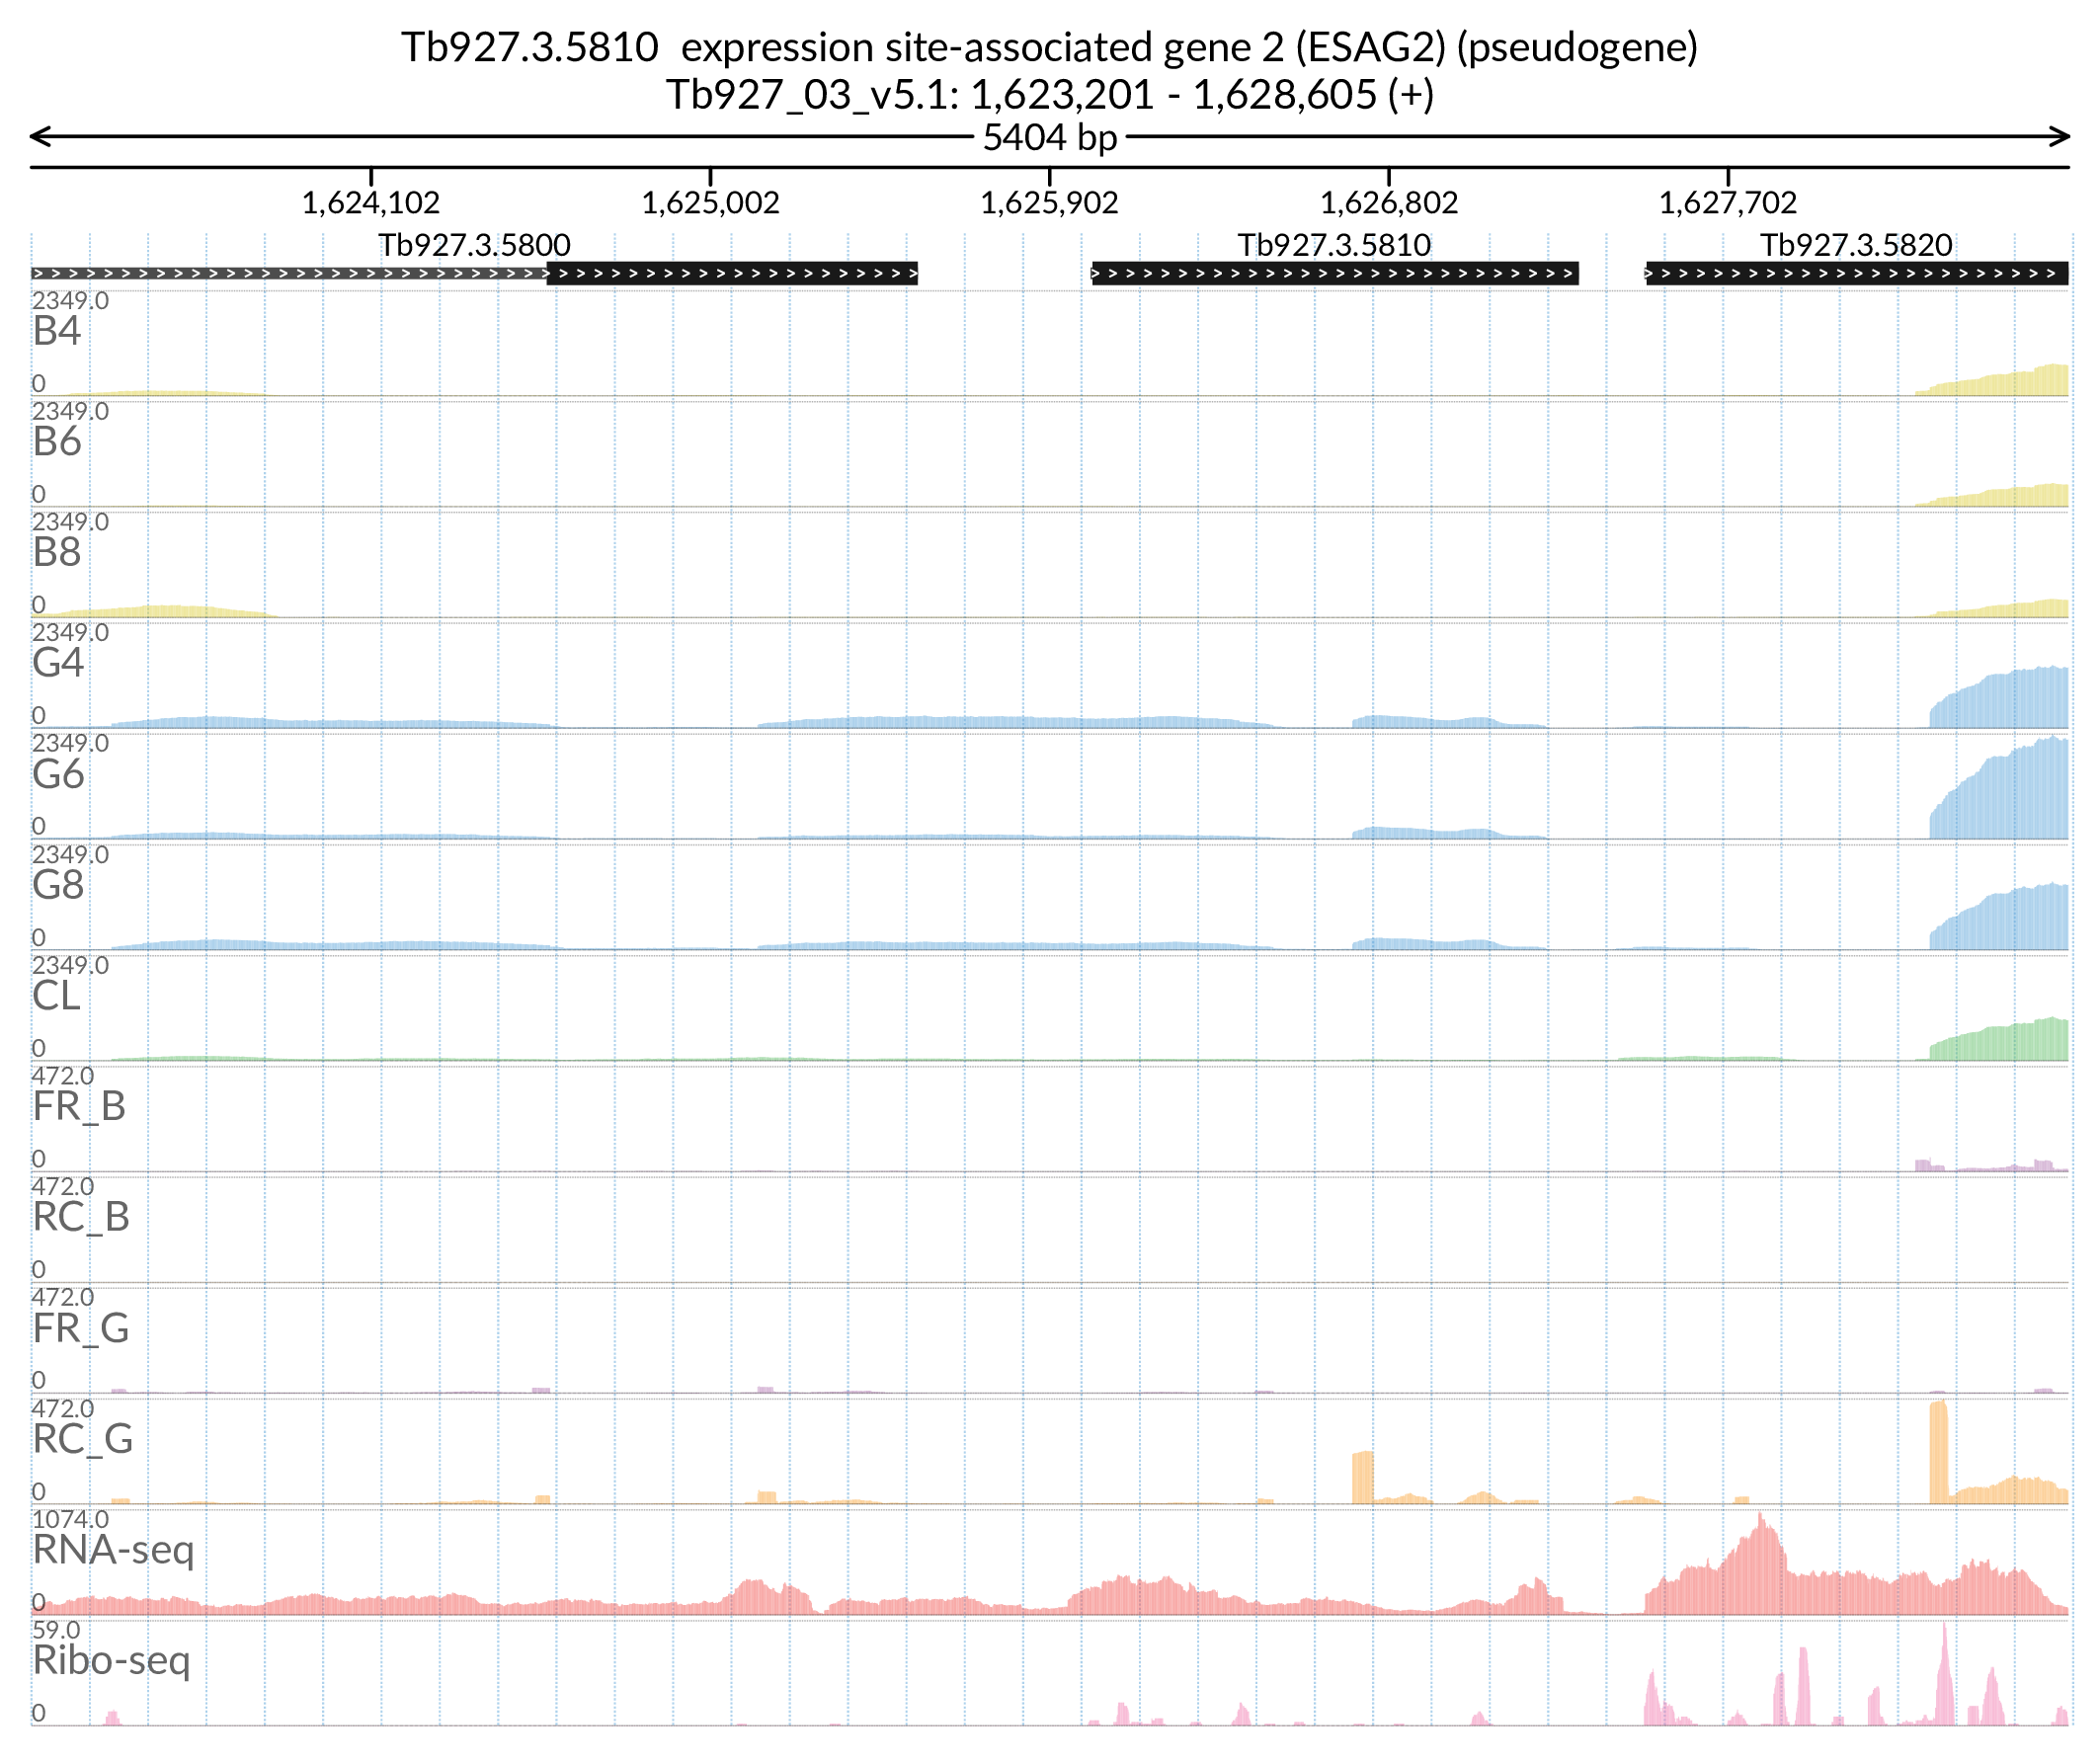 Tb927.3.5810 expression site-associated gene 2 (ESAG2) (pseudogene)
Tb927_03_v5.1: 1,623,201 - 1,628,605 (+)
5404 bp
1,624,102 1,625,002 1,625,902 1,626,802 1,627,702
Tb927.3.5800 Tb927.3.5810 Tb927.3.5820
2349.0
B4
0
2349.0
B6
0
2349.0
B8
0
2349.0
G4
0
2349.0
G6
0
2349.0
G8
0
2349.0
CL
0
472.0
FR_B
0
472.0
RC_B
0
472.0
FR_G
0
472.0
RC_G
0
1074.0
RNA-seq
0
59.0
Ribo-seq
0